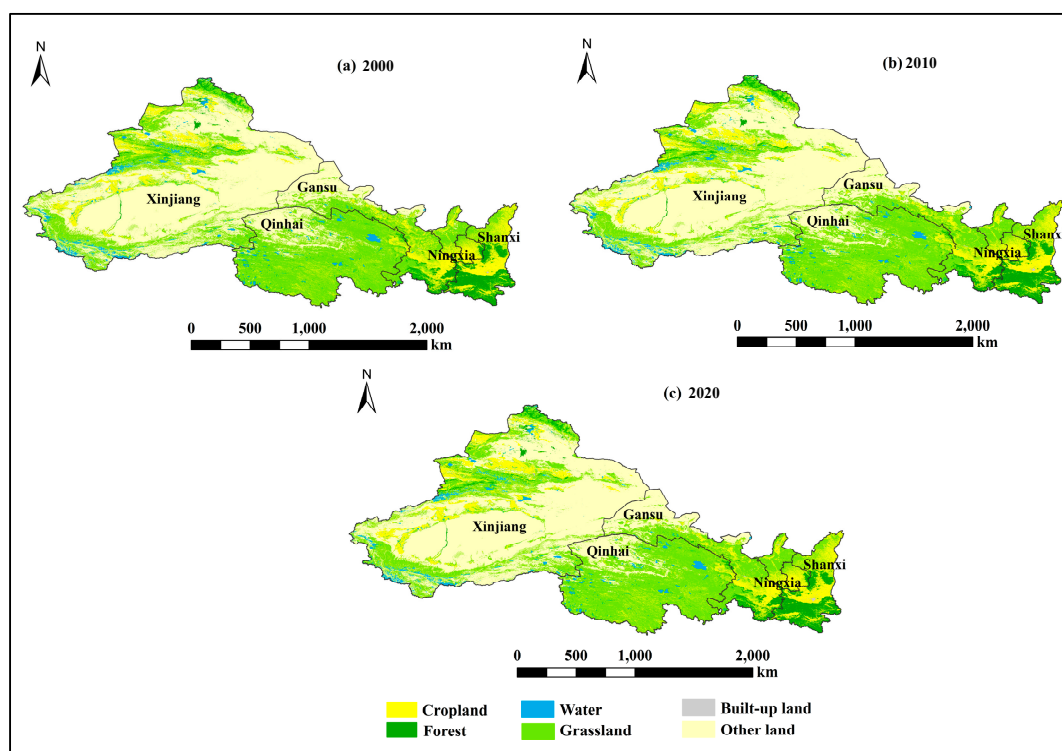 N
(a) 2000
Xinjiang
Gansu
Qinhai
Ningxia
Shanxi
0 500 1,000 2,000
km
N
(b) 2010
Xinjiang
Gansu
Qinhai
Ningxia
Shanxi
0 500 1,000 2,000
km
N
(c) 2020
Xinjiang
Gansu
Qinhai
Ningxia
Shanxi
0 500 1,000 2,000
km
Cropland Water Built-up land
Forest Grassland Other land